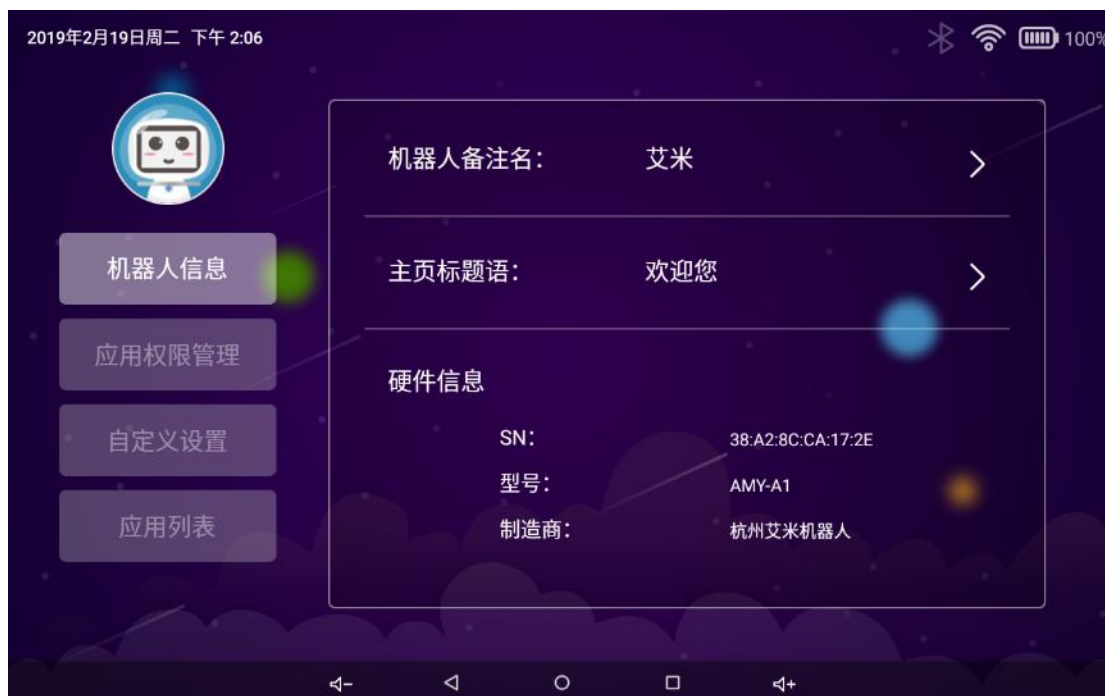 2019年2月19日周二 下午 2:06
100%
机器人备注名： 艾米
机器人信息
主页标题语： 欢迎您
应用权限管理
硬件信息
自定义设置
SN： 38:A2:8C:CA:17:2E
型号： AMY-A1
应用列表
制造商： 杭州艾米机器人